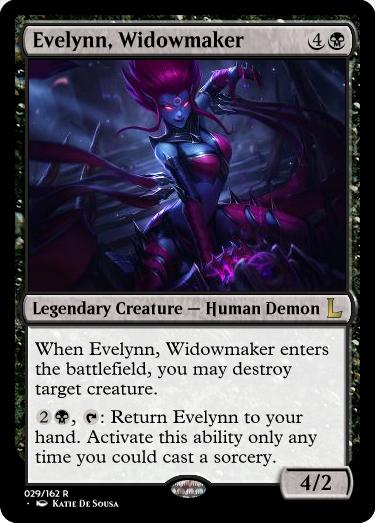 Evelynn, Widowmaker 4
Legendary Creature — Human Demon L
When Evelynn, Widowmaker enters
the battlefield, you may destroy
target creature.
2, : Return Evelynn to your
hand. Activate this ability only any
time you could cast a sorcery.
4/2
029/162 R
· Katie De Sousa